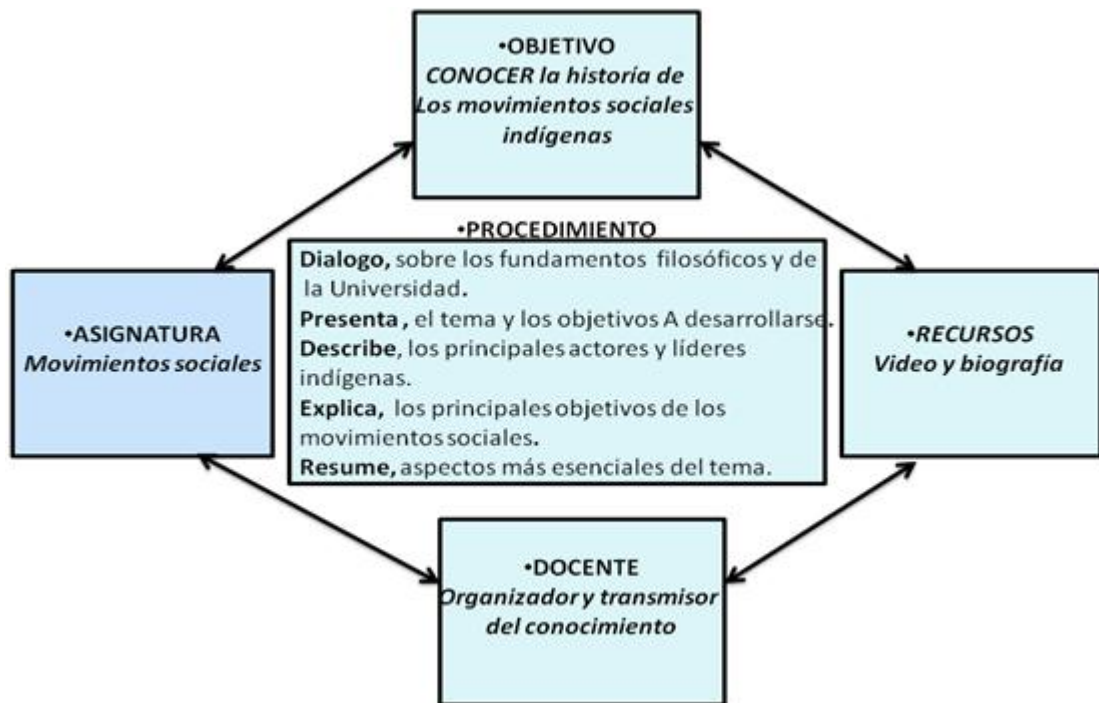 •OBJETIVO
CONOCER la historía de
Los movimientos sociales
indígenas
•PROCEDIMIENTO
Dialogo, sobre los fundamentos filosóficos y de
la Universidad.
Presenta , el tema y los objetivos A desarrollarse.
Describe, los principales actores y líderes
indígenas.
Explica, los principales objetivos de los
movimientos sociales.
Resume, aspectos más esenciales del tema.
•ASIGNATURA
Movimientos sociales
•RECURSOS
Video y biografía
•DOCENTE
Organizador y transmisor
del conocimiento